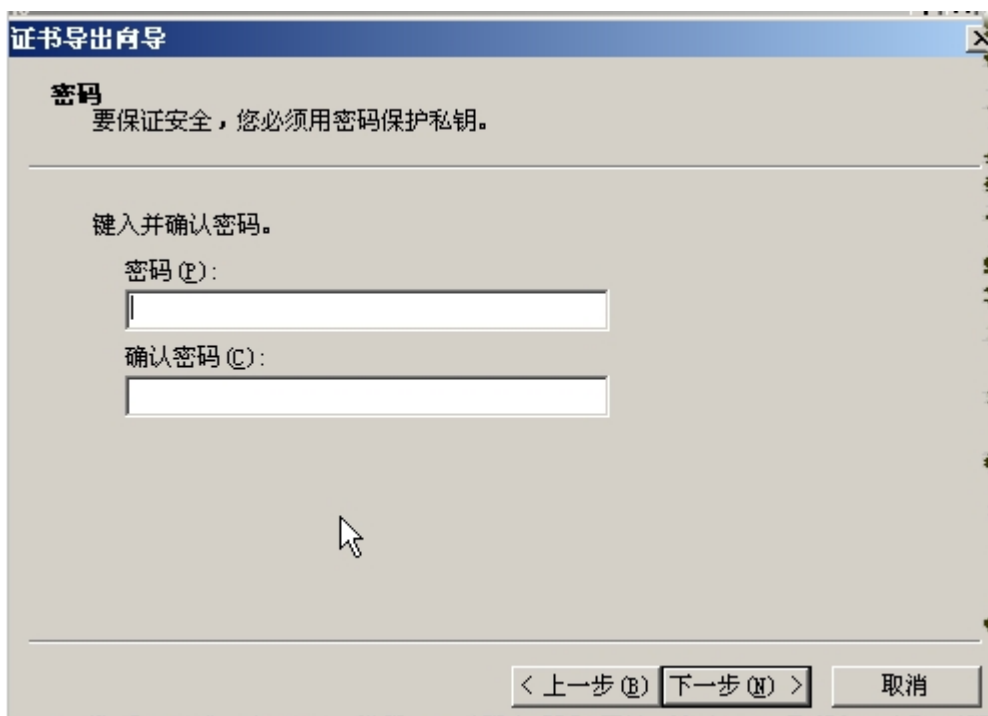 证书导出向导
密码
要保证安全，您必须用密码保护私钥。
键入并确认密码。
密码(P):
确认密码(C):
< 上一步(B) 下一步(N) > 取消